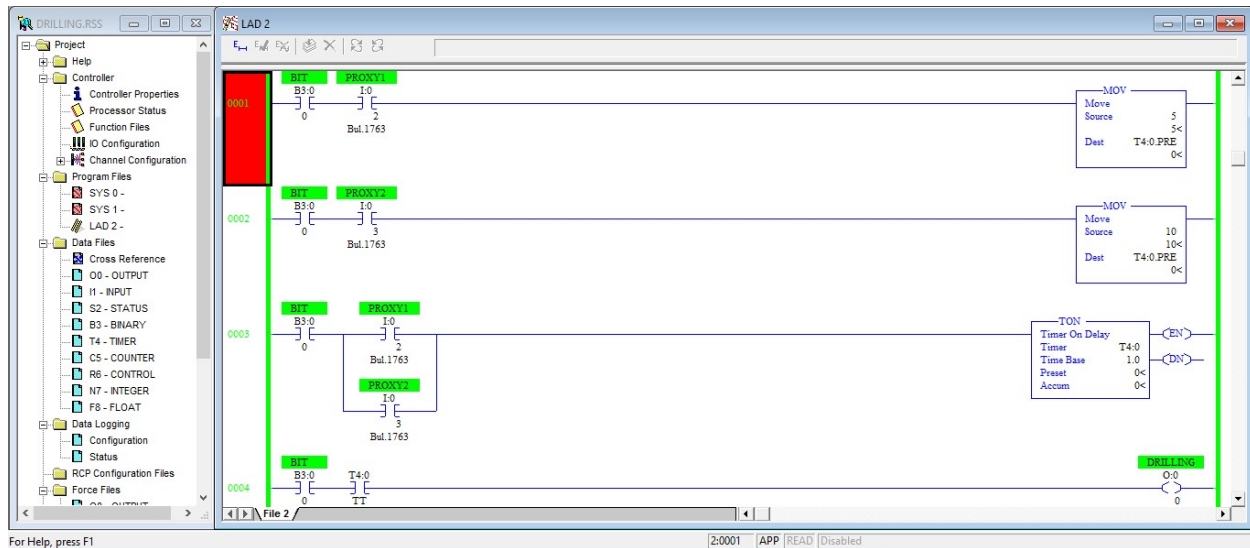 DRILLING.RSS
Project
Help
Controller
Controller Properties
Processor Status
Function Files
IO Configuration
Channel Configuration
Program Files
SYS 0 -
SYS 1 -
LAD 2 -
Data Files
Cross Reference
O0 - OUTPUT
I1 - INPUT
S2 - STATUS
B3 - BINARY
T4 - TIMER
C5 - COUNTER
R6 - CONTROL
N7 - INTEGER
F8 - FLOAT
Data Logging
Configuration
Status
RCP Configuration Files
Force Files
LAD 2
0001
BIT PROXY1
B3:0 I:0
0 2
Bul.1763
MOV
Move
Source 5
5<
Dest T4:0.PRE
0<
0002
BIT PROXY2
B3:0 I:0
0 3
Bul.1763
MOV
Move
Source 10
10<
Dest T4:0.PRE
0<
0003
BIT PROXY1
B3:0 I:0
0 2
Bul.1763
PROXY2
I:0
3
Bul.1763
TON
Timer On Delay
Timer T4:0
Time Base 1.0
Preset 0<
Accum 0<
EN
DN
0004
BIT
B3:0 T4:0
0 TT
DRILLING
O:0
0
File 2
For Help, press F1
2:0001 APP READ Disabled